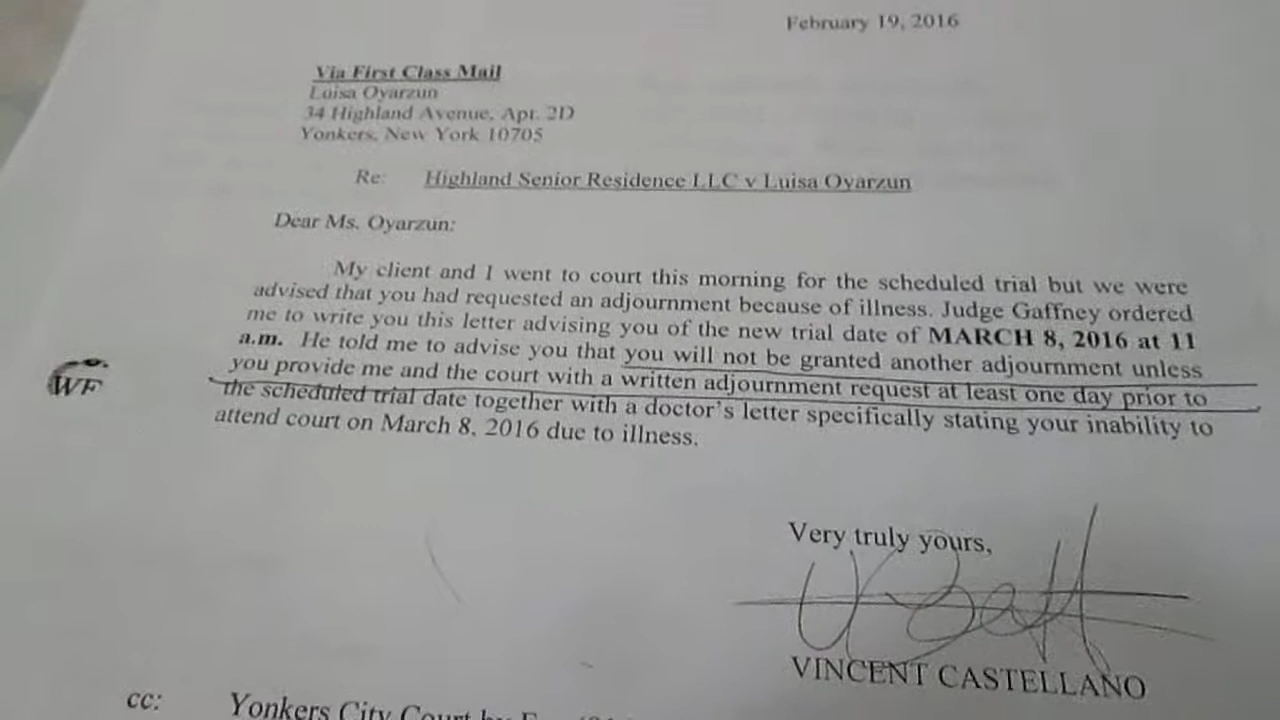 February 19, 2016
Via First Class Mail
Luisa Oyarzun
34 Highland Avenue, Apt. 2D
Yonkers, New York 10705
Re: Highland Senior Residence LLC v Luisa Oyarzun
Dear Ms. Oyarzun:
My client and I went to court this morning for the scheduled trial but we were
advised that you had requested an adjournment because of illness. Judge Gaffney ordered
me to write you this letter advising you of the new trial date of MARCH 8, 2016 at 11
a.m. He told me to advise you that you will not be granted another adjournment unless
you provide me and the court with a written adjournment request at least one day prior to
the scheduled trial date together with a doctor's letter specifically stating your inability to
attend court on March 8, 2016 due to illness.
WF
Very truly yours,
VINCENT CASTELLANO
cc: Yonkers City Court by